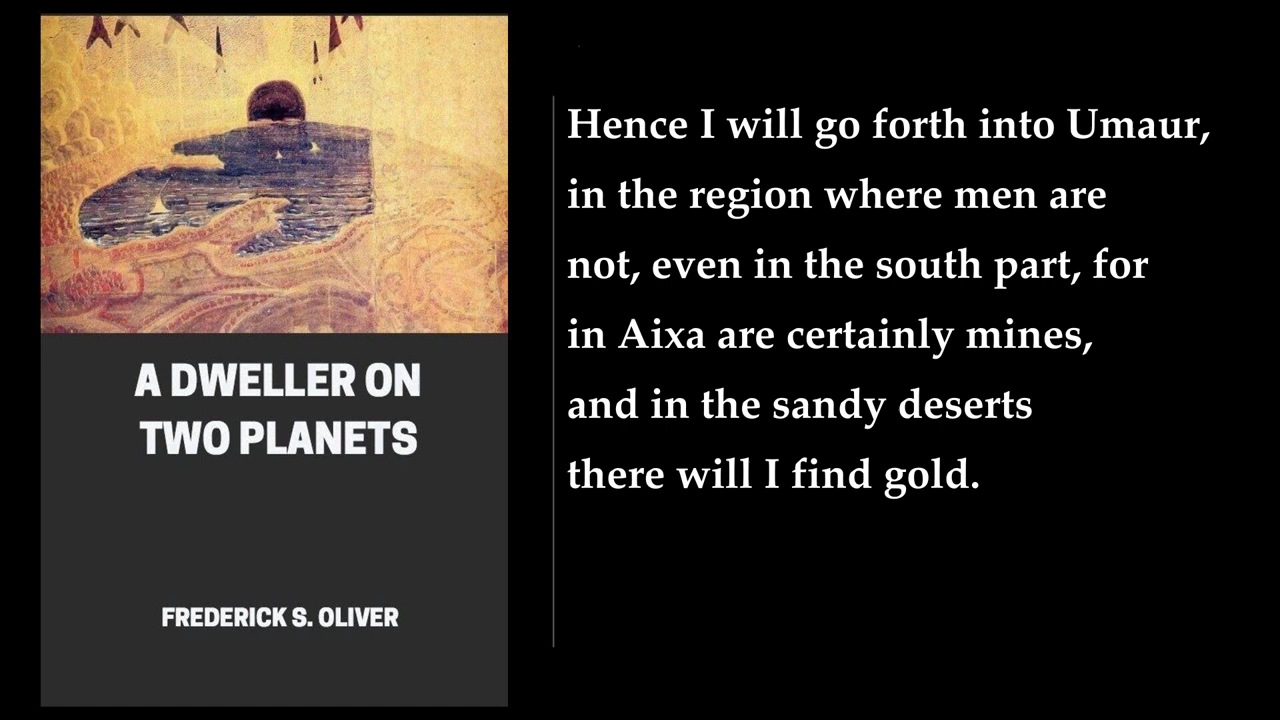 A DWELLER ON
TWO PLANETS
FREDERICK S. OLIVER
Hence I will go forth into Umaur,
in the region where men are
not, even in the south part, for
in Aixa are certainly mines,
and in the sandy deserts
there will I find gold.